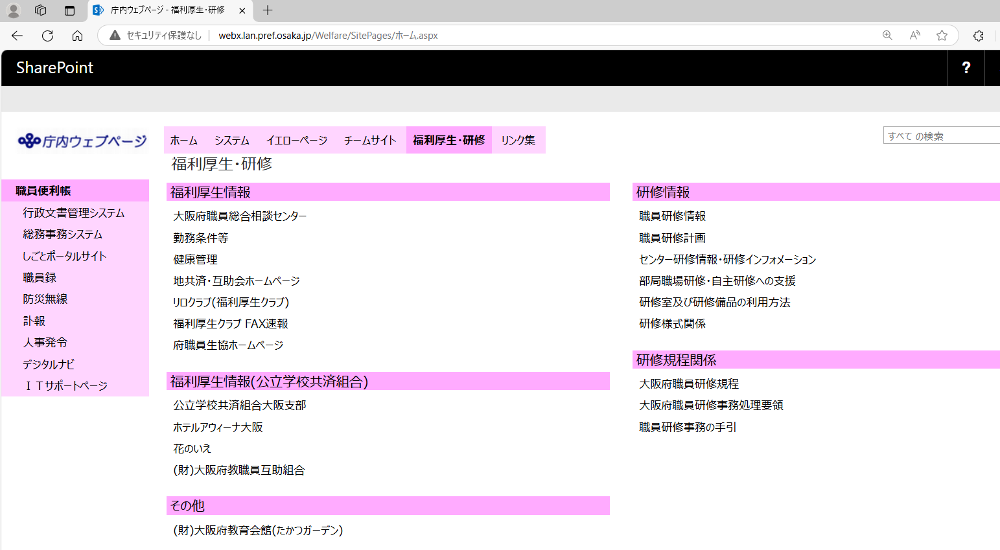 庁内ウェブページ - 福利厚生・研修
セキュリティ保護なし
webx.lan.pref.osaka.jp/Welfare/SitePages/ホーム.aspx
SharePoint
?
庁内ウェブページ
ホーム システム イエローページ チームサイト 福利厚生・研修 リンク集
すべて の検索
福利厚生・研修
職員便利帳
行政文書管理システム
総務事務システム
しごとポータルサイト
職員録
防災無線
訃報
人事発令
デジタルナビ
ＩＴサポートページ
福利厚生情報
大阪府職員総合相談センター
勤務条件等
健康管理
地共済・互助会ホームページ
リロクラブ(福利厚生クラブ)
福利厚生クラブ FAX速報
府職員生協ホームページ
福利厚生情報(公立学校共済組合)
公立学校共済組合大阪支部
ホテルアウィーナ大阪
花のいえ
(財)大阪府教職員互助組合
その他
(財)大阪府教育会館(たかつガーデン)
研修情報
職員研修情報
職員研修計画
センター研修情報・研修インフォメーション
部局職場研修・自主研修への支援
研修室及び研修備品の利用方法
研修様式関係
研修規程関係
大阪府職員研修規程
大阪府職員研修事務処理要領
職員研修事務の手引